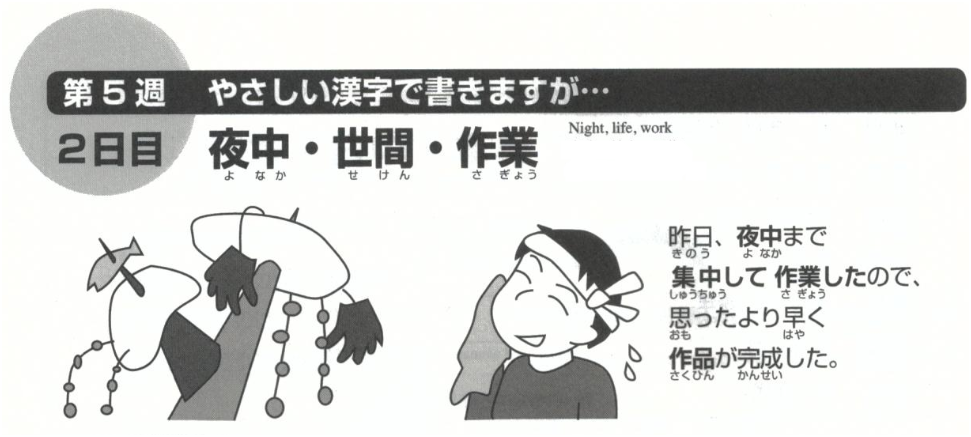 第5週 やさしい漢字で書きますが…
2日目 夜中・世間・作業 Night, life, work
よなか せけん さぎょう
昨日、夜中まで
きのう よなか
集中して 作業したので、
しゅうちゅう さぎょう
思ったより早く
おも はや
作品が完成した。
さくひん かんせい